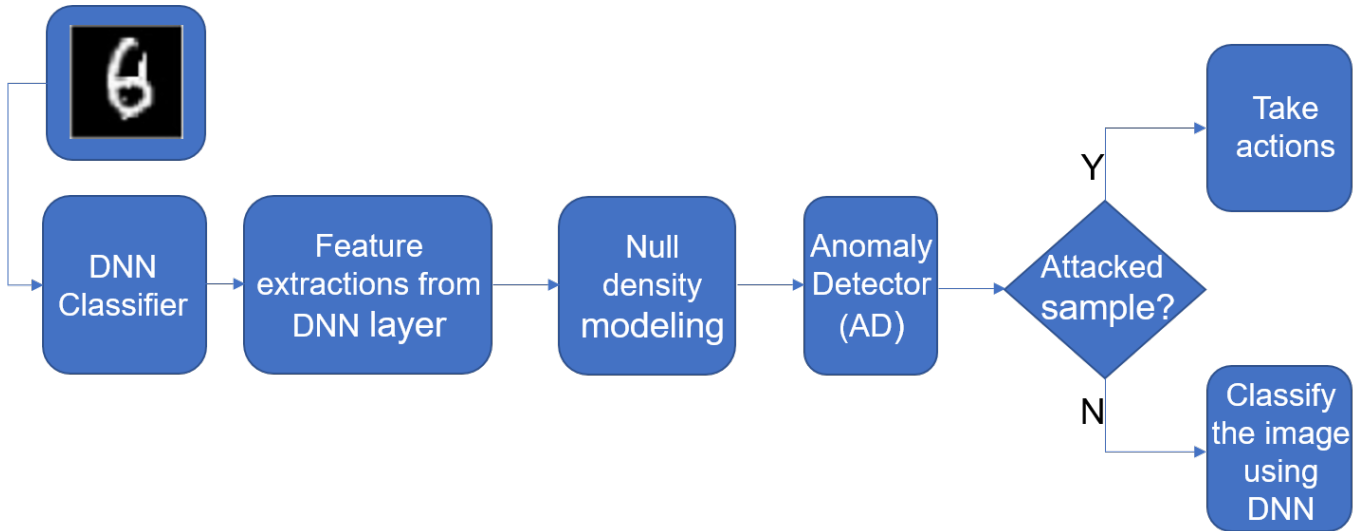 DNN
Classifier
Feature
extractions from
DNN layer
Null
density
modeling
Anomaly
Detector
(AD)
Attacked
sample?
Y
Take
actions
N
Classify
the image
using
DNN